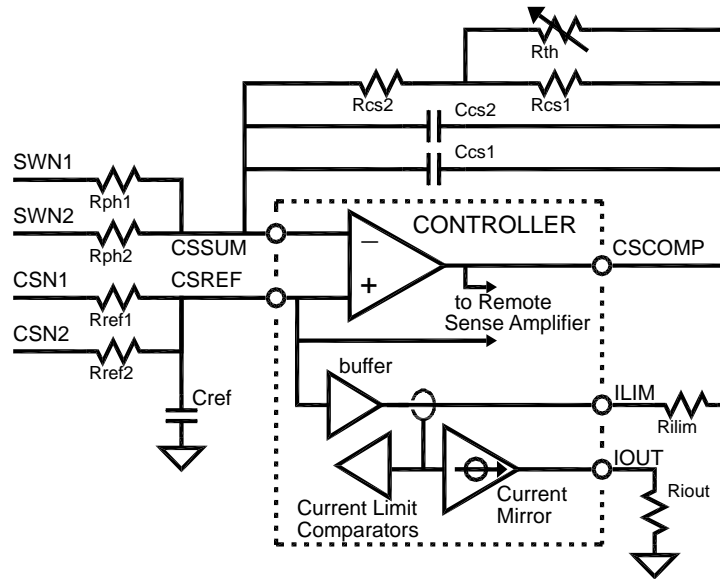 Rth
Rcs2
Rcs1
Ccs2
Ccs1
SWN1
Rph1
SWN2
Rph2
CSSUM
CONTROLLER
−
+
CSCOMP
CSN1
Rref1
CSREF
CSN2
Rref2
to Remote
Sense Amplifier
buffer
Cref
ILIM
Rilim
IOUT
Riout
Current Limit
Comparators
Current
Mirror